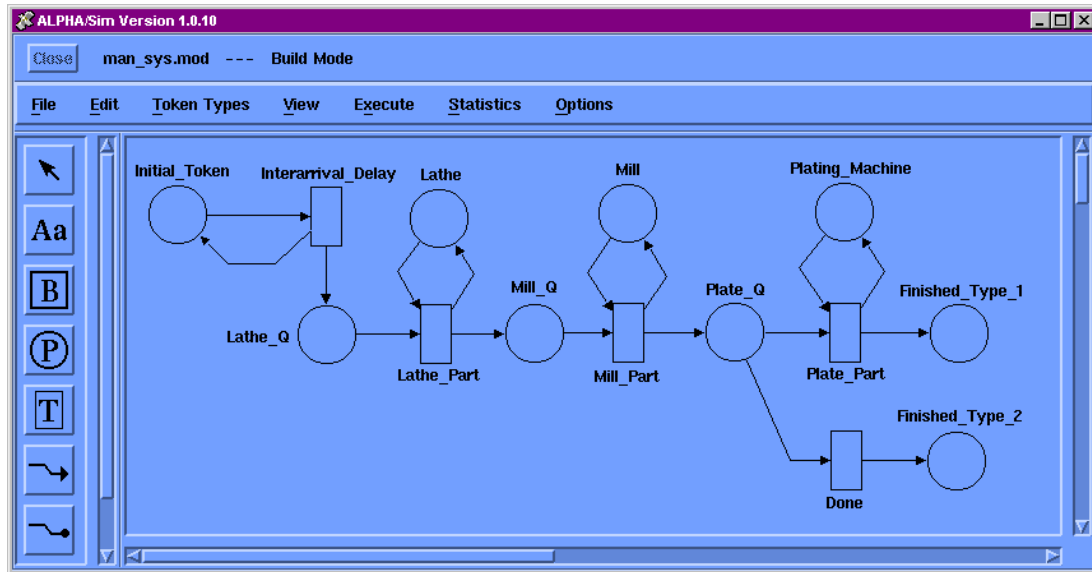 ALPHA/Sim Version 1.0.10
Close man_sys.mod --- Build Mode
File Edit Token Types View Execute Statistics Options
Initial_Token Interarrival_Delay Lathe Mill Plating_Machine
Aa
B
Mill_Q Plate_Q Finished_Type_1
Lathe_Q
P
Lathe_Part Mill_Part Plate_Part
T
Finished_Type_2
Done